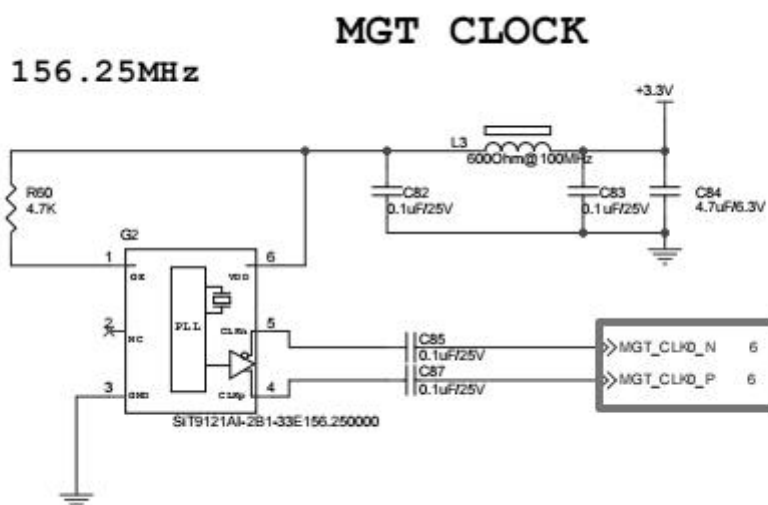 MGT CLOCK
156.25MHz
+3.3V
L3
600Ohm@100MHz
R60
4.7K
C82
0.1uF/25V
C83
0.1uF/25V
C84
4.7uF/6.3V
G2
1
OE
VDD
6
PLL
2
NC
CLKn
5
C85
0.1uF/25V
MGT_CLK0_N 6
C87
0.1uF/25V
MGT_CLK0_P 6
3
GND
CLKp
4
SiT9121AI-2B1-33E156.250000